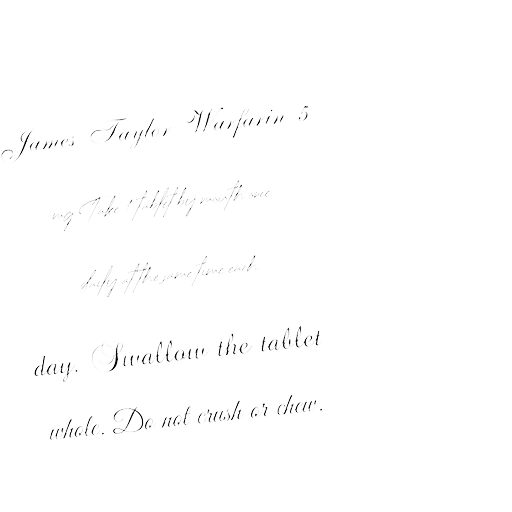 James Taylor Warfarin 5
mg Take 1 tablet by mouth once
daily at the same time each
day. Swallow the tablet
whole. Do not crush or chew.